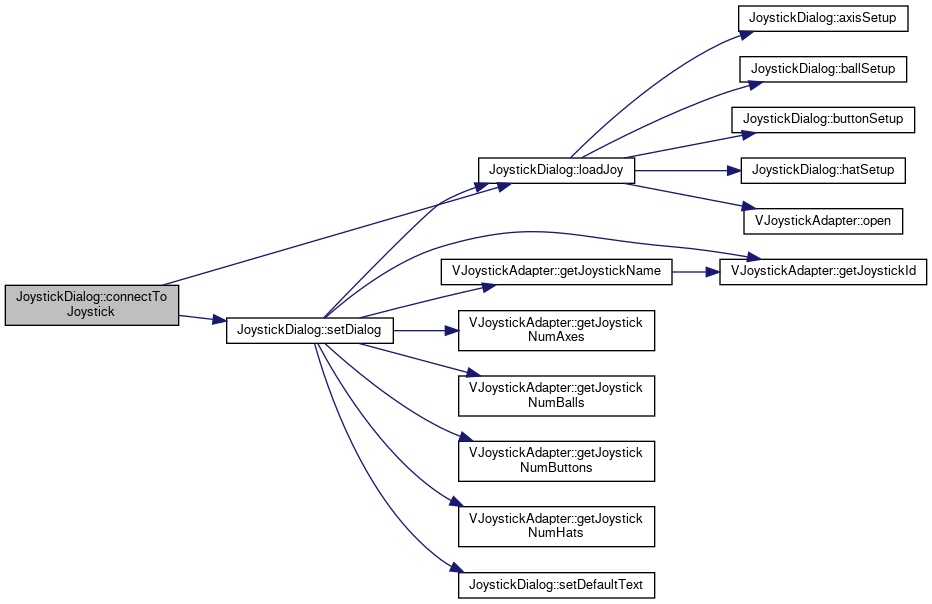 JoystickDialog::axisSetup
JoystickDialog::ballSetup
JoystickDialog::buttonSetup
JoystickDialog::loadJoy
JoystickDialog::hatSetup
VJoystickAdapter::open
VJoystickAdapter::getJoystickName
VJoystickAdapter::getJoystickId
JoystickDialog::connectTo
Joystick
JoystickDialog::setDialog
VJoystickAdapter::getJoystick
NumAxes
VJoystickAdapter::getJoystick
NumBalls
VJoystickAdapter::getJoystick
NumButtons
VJoystickAdapter::getJoystick
NumHats
JoystickDialog::setDefaultText